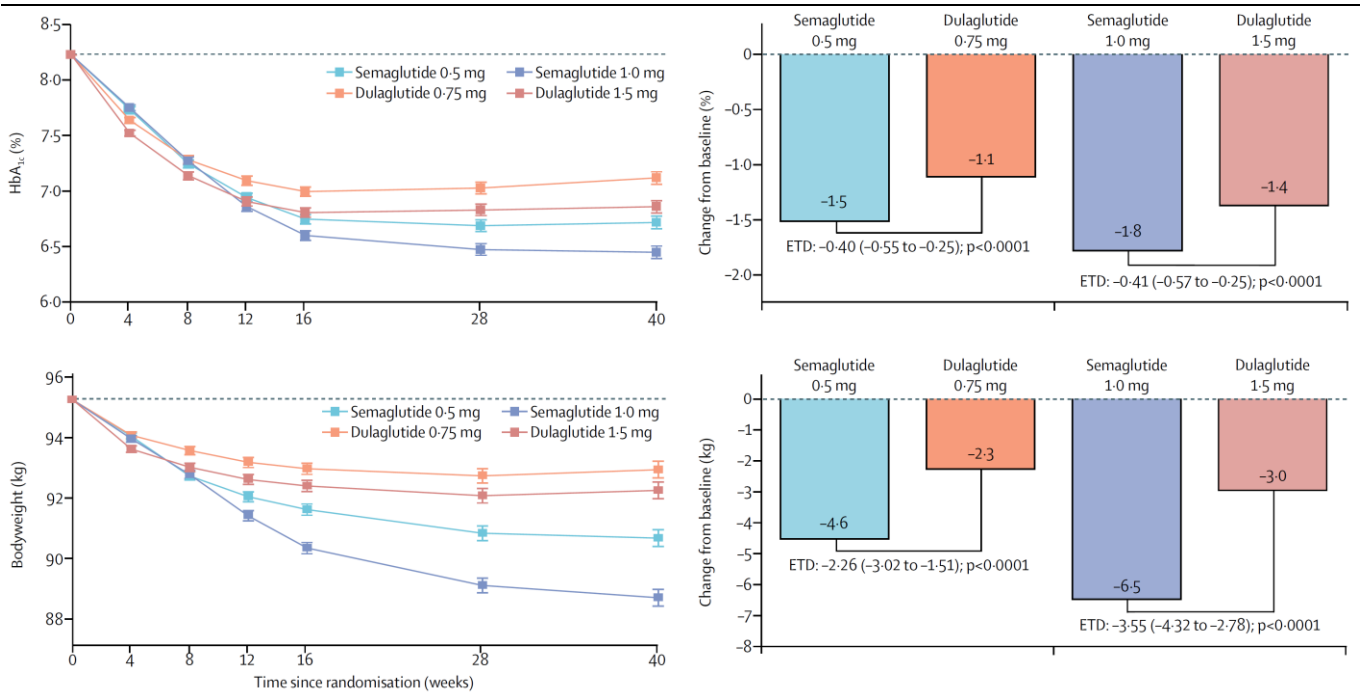 8·5
8·0
7·5
7·0
6·5
6·0
HbA1c (%)
Semaglutide 0·5 mg
Semaglutide 1·0 mg
Dulaglutide 0·75 mg
Dulaglutide 1·5 mg
0 4 8 12 16 28 40
Semaglutide 0·5 mg
Dulaglutide 0·75 mg
Semaglutide 1·0 mg
Dulaglutide 1·5 mg
0
−0·5
−1·0
−1·5
−2·0
Change from baseline (%)
−1·5
−1·1
−1·8
−1·4
ETD: −0·40 (−0·55 to −0·25); p<0·0001
ETD: −0·41 (−0·57 to −0·25); p<0·0001
96
94
92
90
88
Bodyweight (kg)
Semaglutide 0·5 mg
Semaglutide 1·0 mg
Dulaglutide 0·75 mg
Dulaglutide 1·5 mg
0 4 8 12 16 28 40
Time since randomisation (weeks)
Semaglutide 0·5 mg
Dulaglutide 0·75 mg
Semaglutide 1·0 mg
Dulaglutide 1·5 mg
0
−1
−2
−3
−4
−5
−6
−7
−8
Change from baseline (kg)
−4·6
−2·3
−6·5
−3·0
ETD: −2·26 (−3·02 to −1·51); p<0·0001
ETD: −3·55 (−4·32 to −2·78); p<0·0001